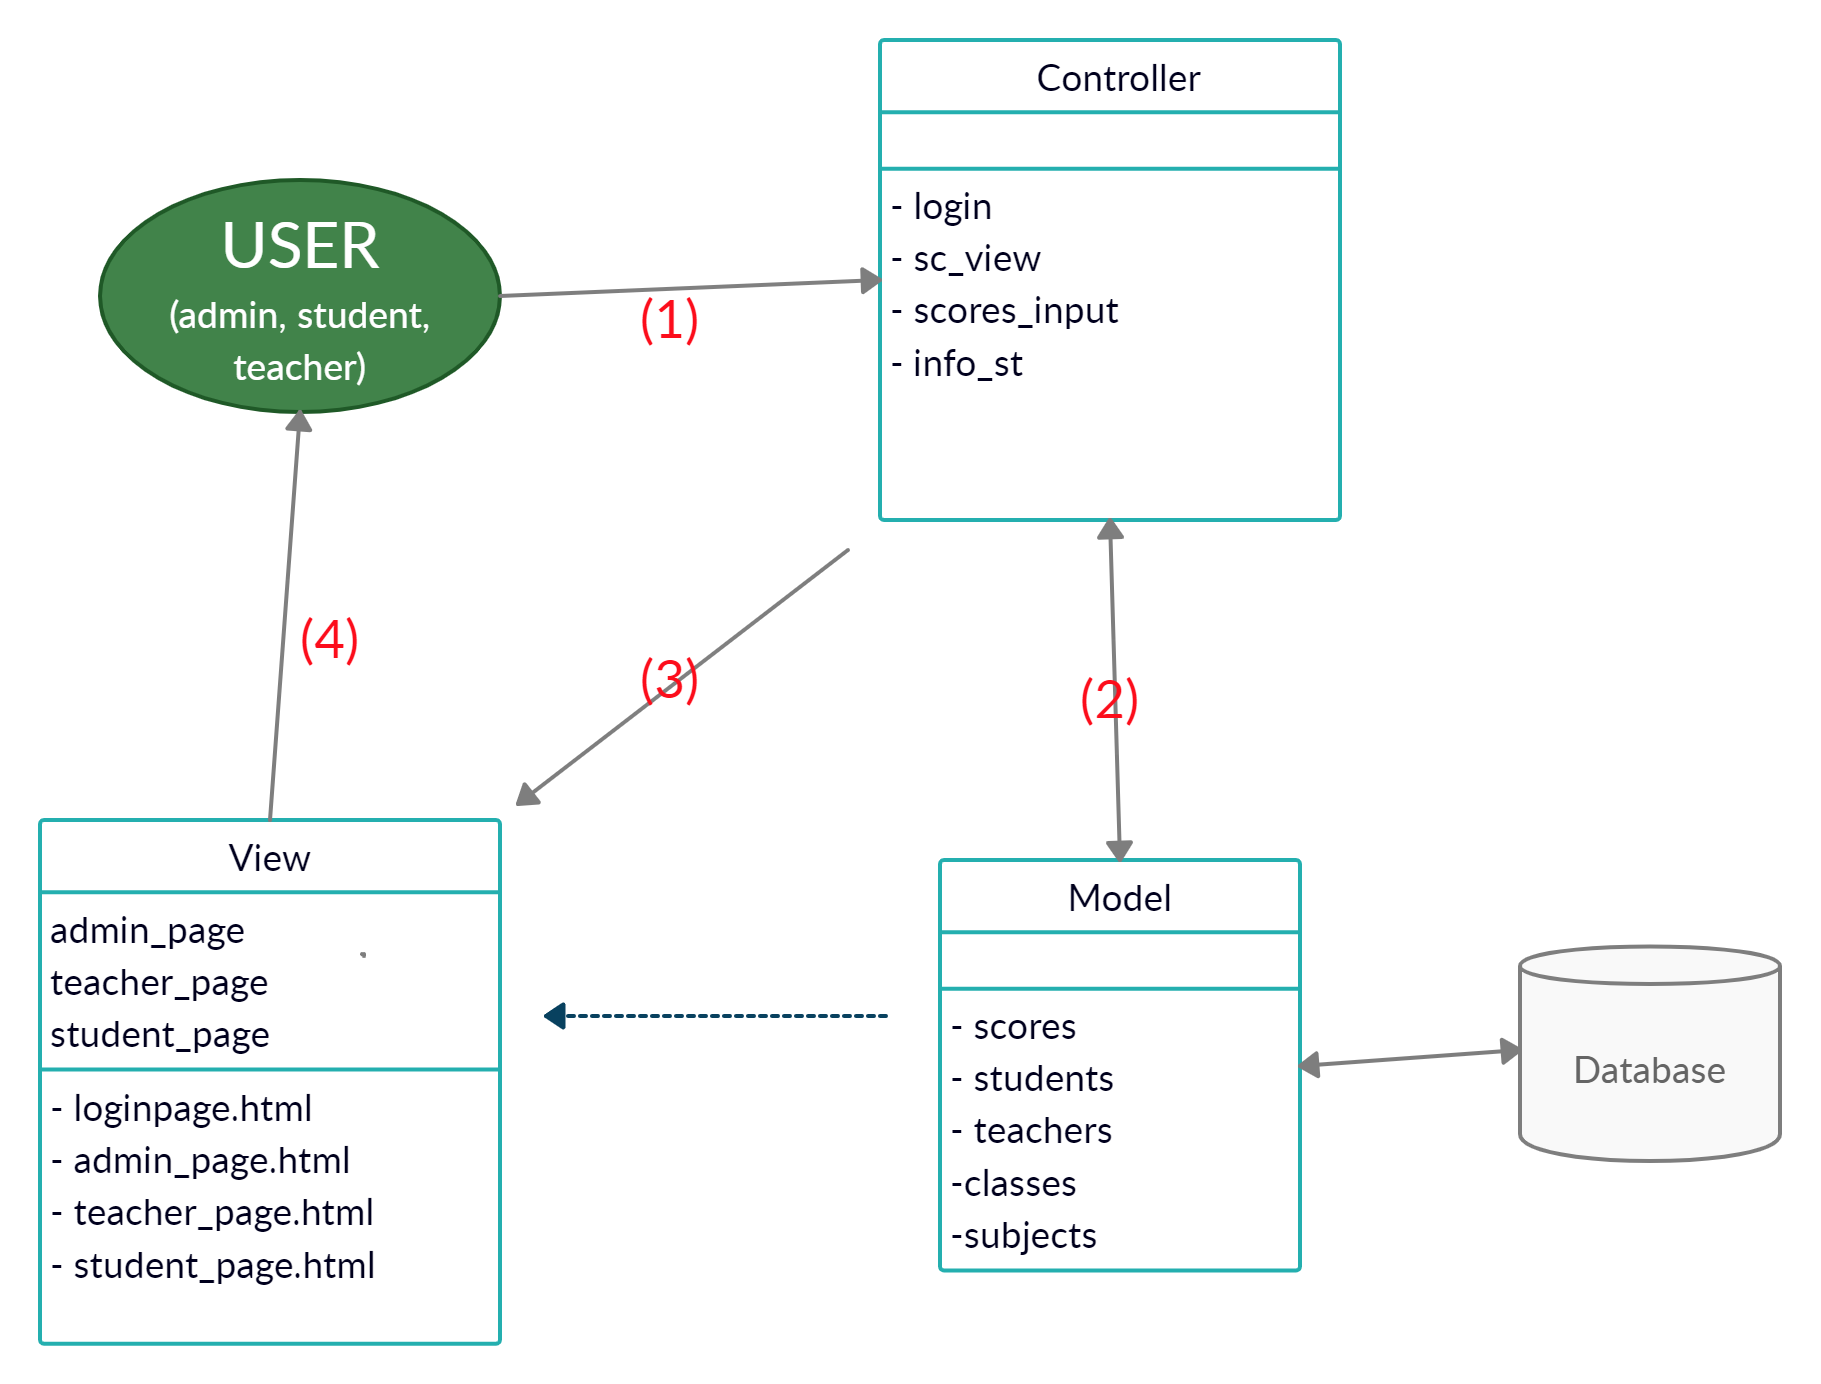 Controller
- login
- sc_view
- scores_input
- info_st
USER
(admin, student,
teacher)
(1)
(4)
(3)
(2)
View
admin_page
teacher_page
student_page
- loginpage.html
- admin_page.html
- teacher_page.html
- student_page.html
Model
- scores
- students
- teachers
-classes
-subjects
Database